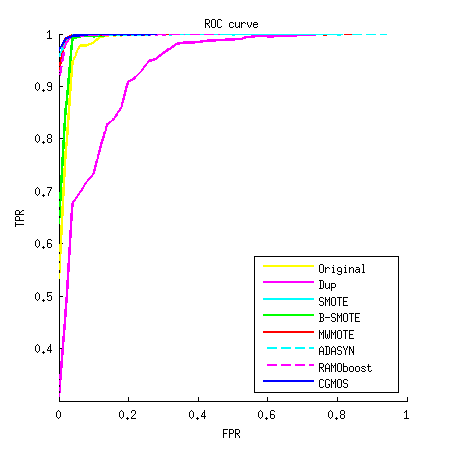 ROC curve
1
0.9
0.8
0.7
0.6
0.5
0.4
TPR
0
0.2
0.4
0.6
0.8
1
FPR
Original
Dup
SMOTE
B-SMOTE
MWMOTE
ADASYN
RAMOboost
CGMOS